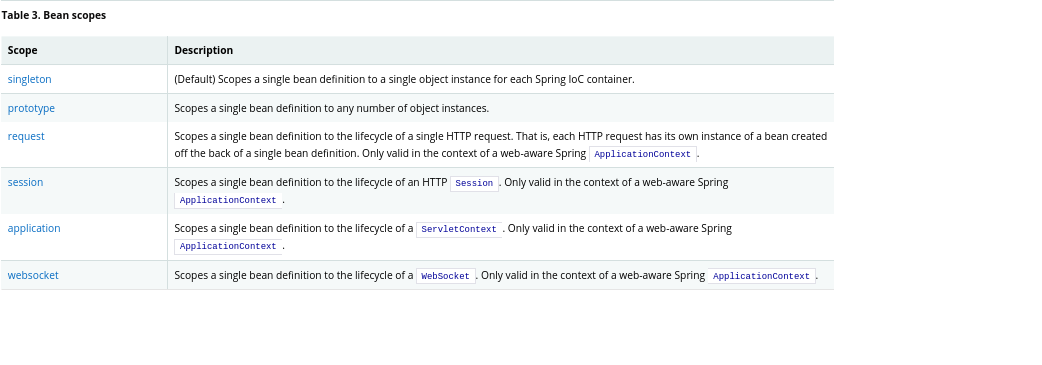 Table 3. Bean scopes
Scope Description
singleton (Default) Scopes a single bean definition to a single object instance for each Spring IoC container.
prototype Scopes a single bean definition to any number of object instances.
request Scopes a single bean definition to the lifecycle of a single HTTP request. That is, each HTTP request has its own instance of a bean created
off the back of a single bean definition. Only valid in the context of a web-aware Spring ApplicationContext.
session Scopes a single bean definition to the lifecycle of an HTTP Session. Only valid in the context of a web-aware Spring
ApplicationContext.
application Scopes a single bean definition to the lifecycle of a ServletContext. Only valid in the context of a web-aware Spring
ApplicationContext.
websocket Scopes a single bean definition to the lifecycle of a WebSocket. Only valid in the context of a web-aware Spring ApplicationContext.